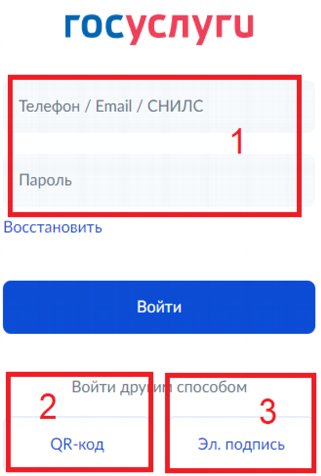 госуслуги
Телефон / Email / СНИЛС
1
Пароль
Восстановить
Войти
Войти другим способом
2
3
QR-код
Эл. подпись